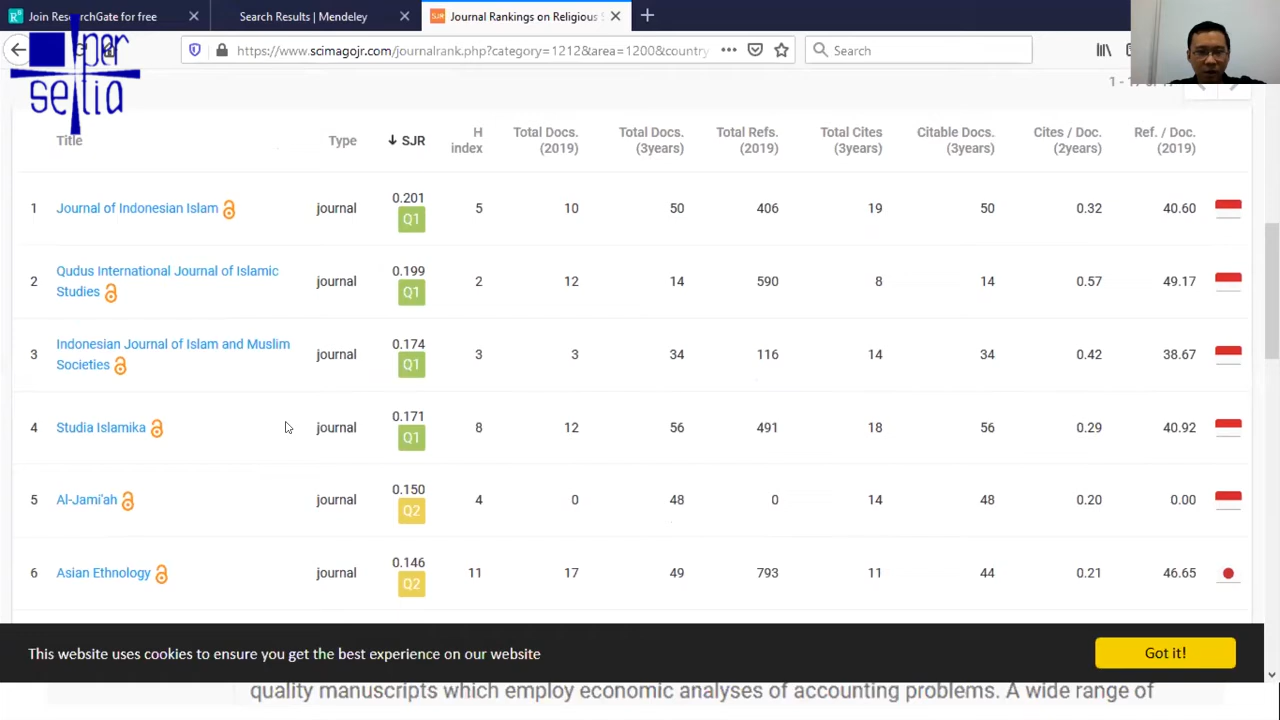 Join ResearchGate for free
Search Results | Mendeley
Journal Rankings on Religious S
https://www.scimagojr.com/journalrank.php?category=1212&area=1200&country
Search
per
setia
Title
Type
SJR
H index
Total Docs. (2019)
Total Docs. (3years)
Total Refs. (2019)
Total Cites (3years)
Citable Docs. (3years)
Cites / Doc. (2years)
Ref. / Doc. (2019)
1 Journal of Indonesian Islam journal 0.201 Q1 5 10 50 406 19 50 0.32 40.60
2 Qudus International Journal of Islamic Studies journal 0.199 Q1 2 12 14 590 8 14 0.57 49.17
3 Indonesian Journal of Islam and Muslim Societies journal 0.174 Q1 3 3 34 116 14 34 0.42 38.67
4 Studia Islamika journal 0.171 Q1 8 12 56 491 18 56 0.29 40.92
5 Al-Jami'ah journal 0.150 Q2 4 0 48 0 14 48 0.20 0.00
6 Asian Ethnology journal 0.146 Q2 11 17 49 793 11 44 0.21 46.65
This website uses cookies to ensure you get the best experience on our website
Got it!
quality manuscripts which employ economic analyses of accounting problems. A wide range of